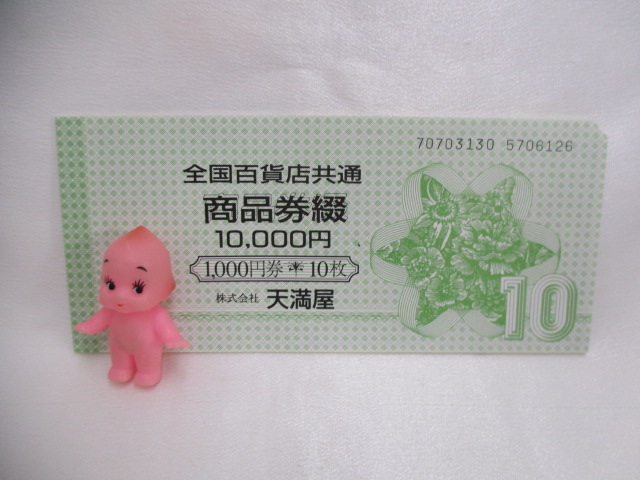 70703130 5706126
全国百貨店共通
商品券綴
10,000円
1,000円券＊10枚
株式会社 天満屋
10